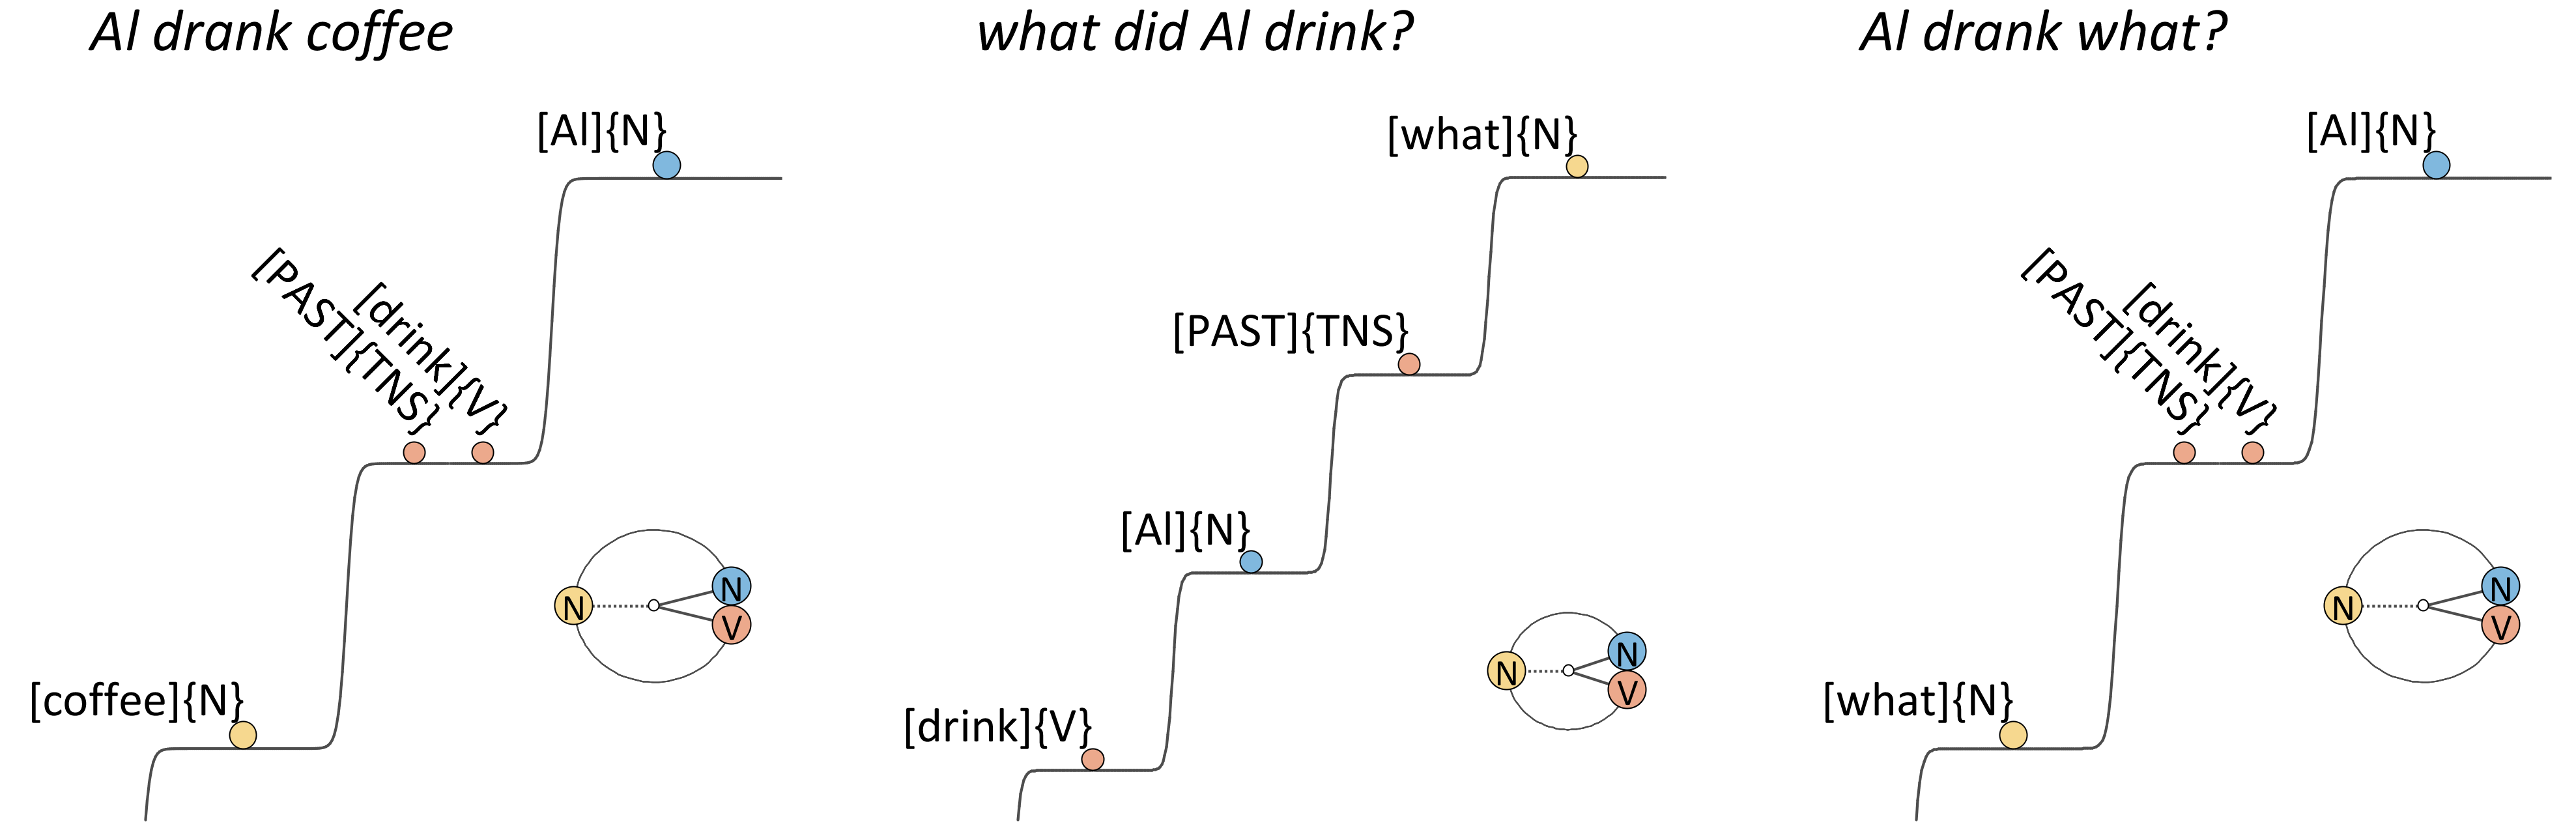 Al drank coffee
[Al]{N}
[PAST]{TNS}
[drink]{V}
[coffee]{N}
N
N
V
what did Al drink?
[what]{N}
[PAST]{TNS}
[Al]{N}
[drink]{V}
N
N
V
Al drank what?
[Al]{N}
[PAST]{TNS}
[drink]{V}
[what]{N}
N
N
V